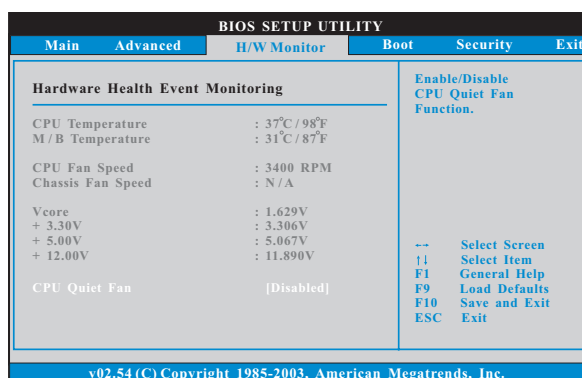 BIOS SETUP UTILITY
Main Advanced H/W Monitor Boot Security Exit
Hardware Health Event Monitoring
CPU Temperature : 37°C / 98°F
M / B Temperature : 31°C / 87°F
CPU Fan Speed : 3400 RPM
Chassis Fan Speed : N / A
Vcore : 1.629V
+ 3.30V : 3.306V
+ 5.00V : 5.067V
+ 12.00V : 11.890V
CPU Quiet Fan [Disabled]
Enable/Disable
CPU Quiet Fan
Function.
←→ Select Screen
↑↓ Select Item
F1 General Help
F9 Load Defaults
F10 Save and Exit
ESC Exit
v02.54 (C) Copyright 1985-2003, American Megatrends, Inc.